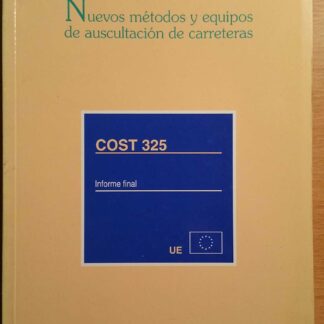 Nuevos métodos y equipos
de auscultación de carreteras
COST 325
Informe final
UE